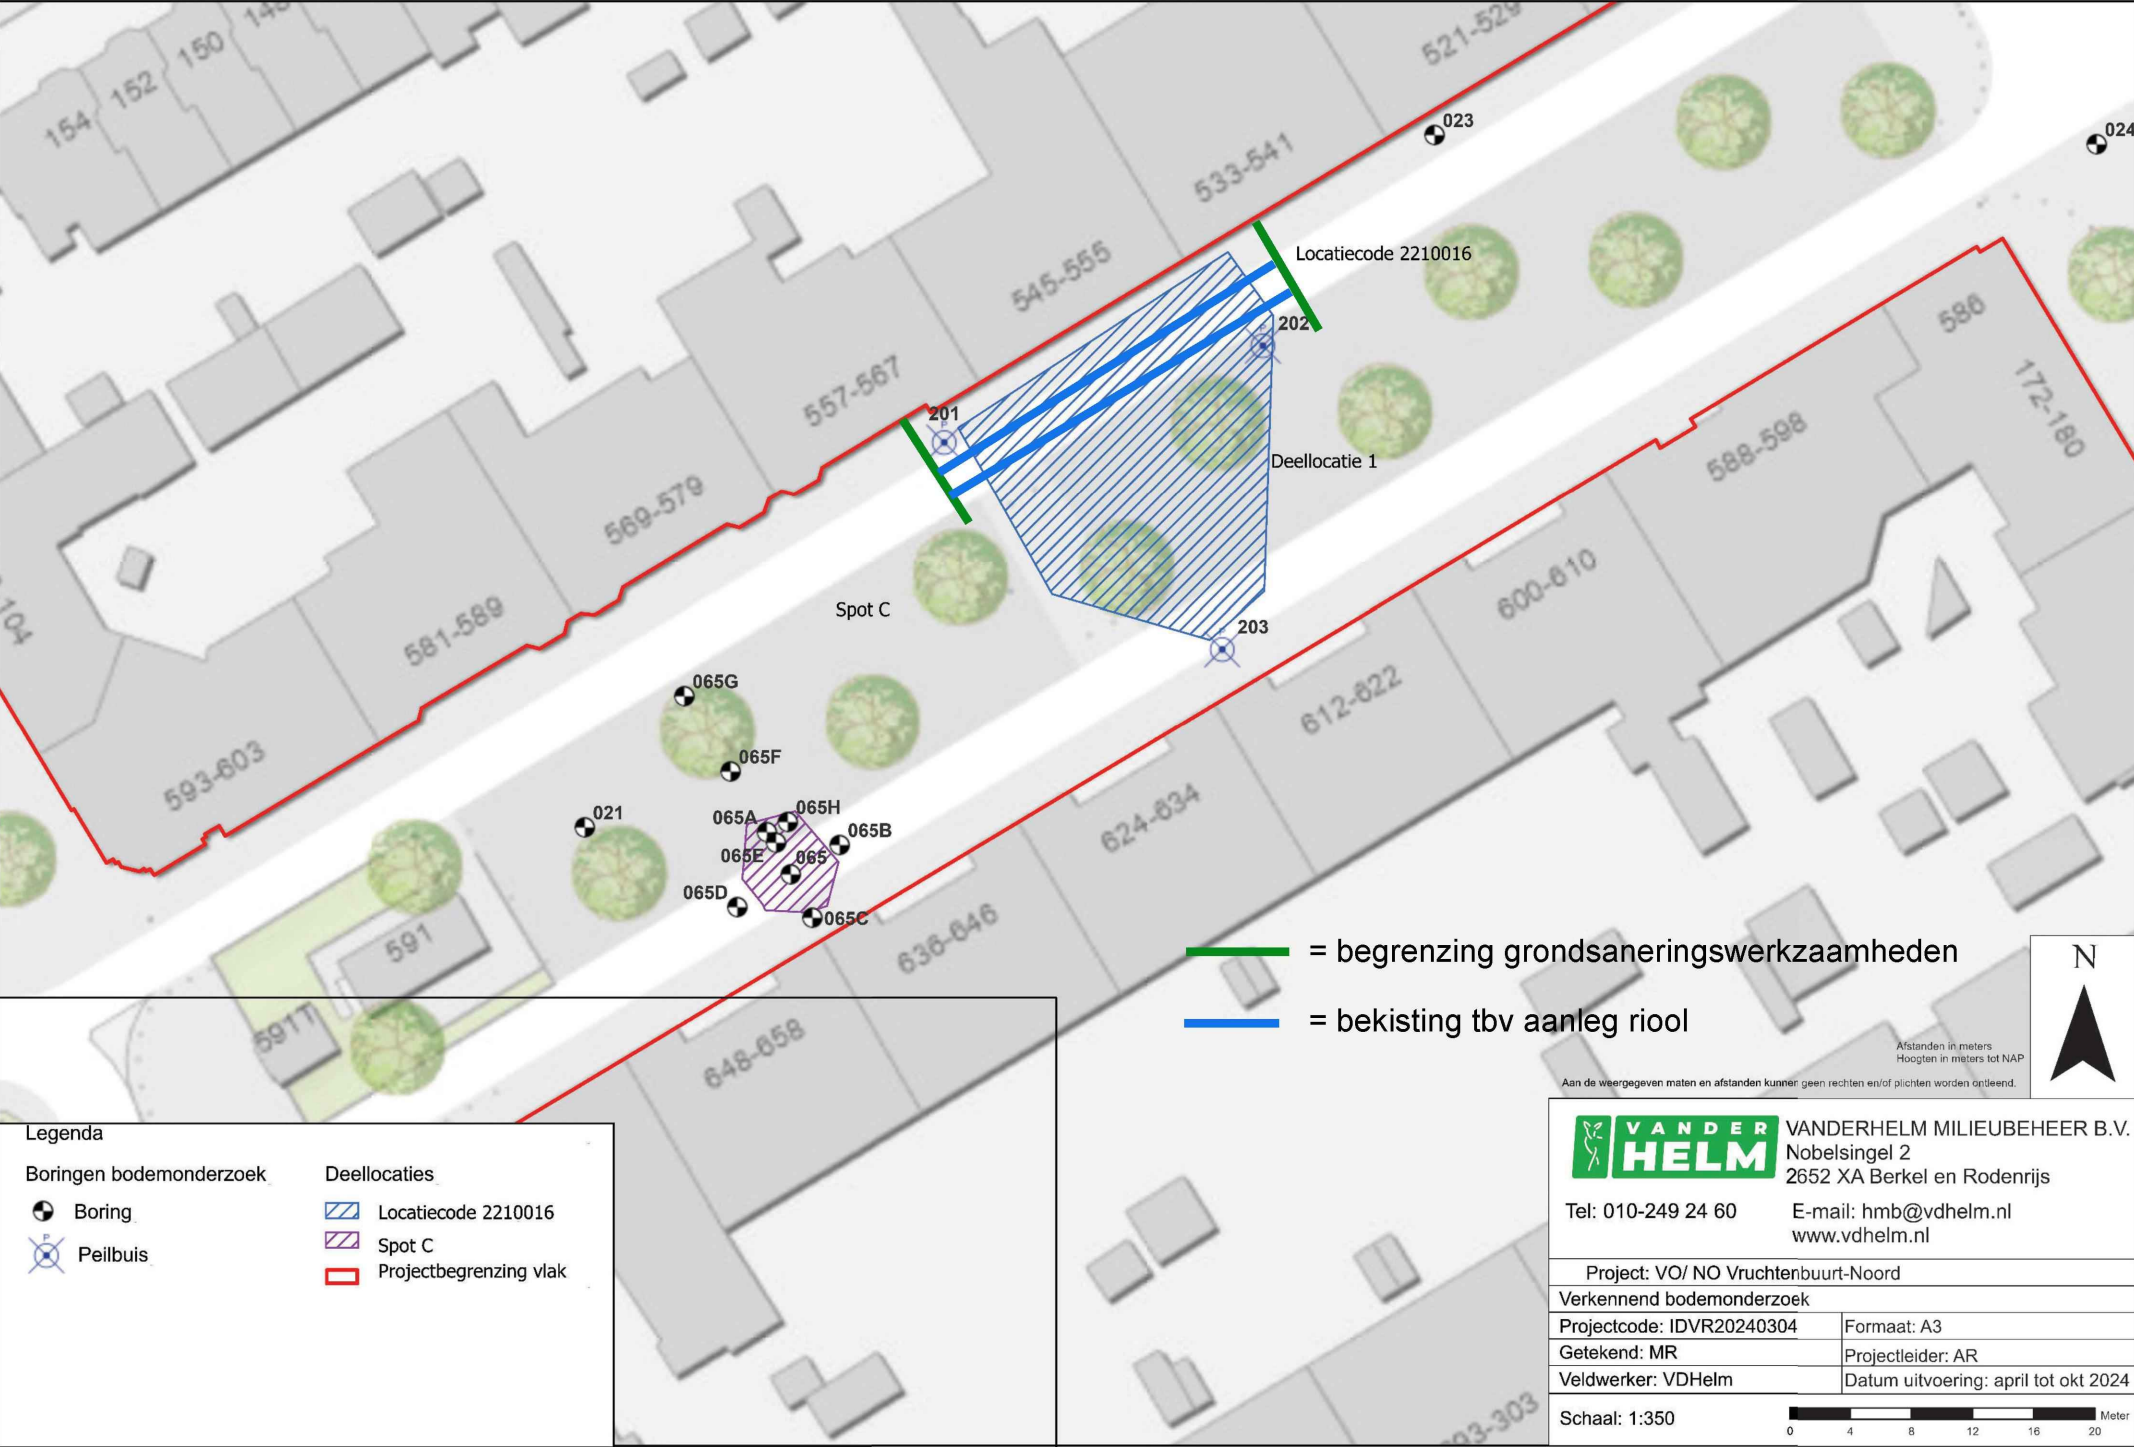 148
150
152
154
521-529
533-541
545-555
557-567
569-579
581-589
593-603
104
023
024
Locatiecode 2210016
202
201
Deellocatie 1
203
Spot C
586
172-180
588-598
600-610
612-622
624-634
636-646
648-658
065G
065F
021
065A
065H
065B
065E
065
065D
065C
591
591T
= begrenzing grondsaneringswerkzaamheden
= bekisting tbv aanleg riool
N
Afstanden in meters
Hoogten in meters tot NAP
Aan de weergegeven maten en afstanden kunnen geen rechten en/of plichten worden ontleend.
Legenda
Boringen bodemonderzoek
Boring
P
Peilbuis
Deellocaties
Locatiecode 2210016
Spot C
Projectbegrenzing vlak
VANDER
HELM
VANDERHELM MILIEUBEHEER B.V.
Nobelsingel 2
2652 XA Berkel en Rodenrijs
Tel: 010-249 24 60
E-mail: hmb@vdhelm.nl
www.vdhelm.nl
Project: VO/ NO Vruchtenbuurt-Noord
Verkennend bodemonderzoek
Projectcode: IDVR20240304
Formaat: A3
Getekend: MR
Projectleider: AR
Veldwerker: VDHelm
Datum uitvoering: april tot okt 2024
Schaal: 1:350
Meter
0 4 8 12 16 20